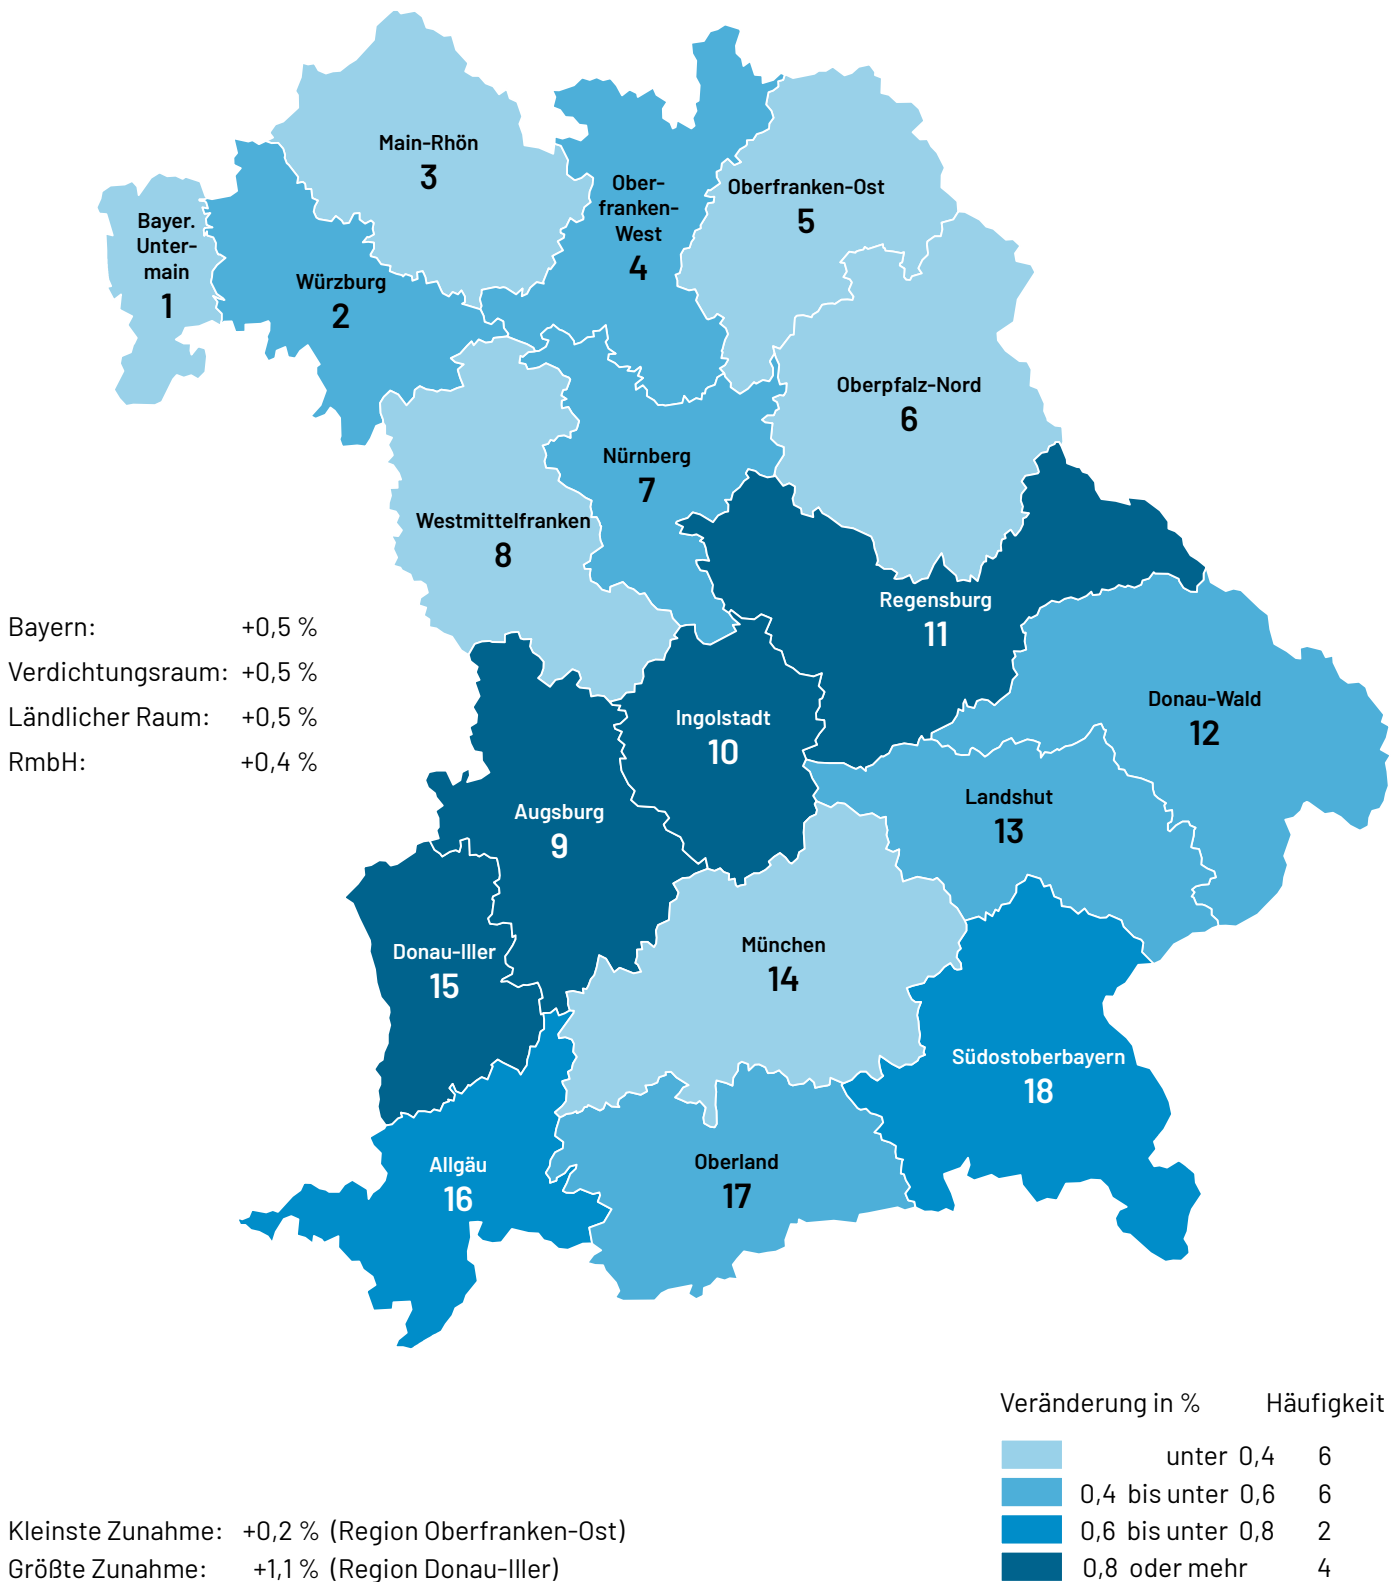 Main-Rhön
3
Ober-
franken-
West
4
Oberfranken-Ost
5
Bayer.
Unter-
main
1
Würzburg
2
Oberpfalz-Nord
6
Nürnberg
7
Westmittelfranken
8
Regensburg
11
Bayern: +0,5 %
Verdichtungsraum: +0,5 %
Ländlicher Raum: +0,5 %
RmbH: +0,4 %
Ingolstadt
10
Donau-Wald
12
Augsburg
9
Landshut
13
Donau-Iller
15
München
14
Südostoberbayern
18
Allgäu
16
Oberland
17
Veränderung in % Häufigkeit
unter 0,4 6
0,4 bis unter 0,6 6
0,6 bis unter 0,8 2
0,8 oder mehr 4
Kleinste Zunahme: +0,2 % (Region Oberfranken-Ost)
Größte Zunahme: +1,1 % (Region Donau-Iller)